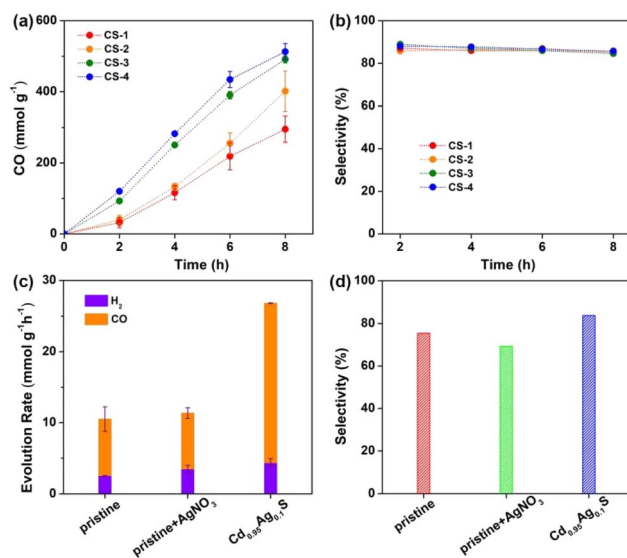 (a)
CS-1
CS-2
CS-3
CS-4
600
400
200
0
CO (mmol g⁻¹)
0 2 4 6 8
Time (h)
(b)
100
80
60
40
20
0
Selectivity (%)
CS-1
CS-2
CS-3
CS-4
2 4 6 8
Time (h)
(c)
H₂
CO
30
20
10
0
Evolution Rate (mmol g⁻¹h⁻¹)
pristine
pristine+AgNO₃
Cd₀.₉₅Ag₀.₁S
(d)
100
80
60
40
20
0
Selectivity (%)
pristine
pristine+AgNO₃
Cd₀.₉₅Ag₀.₁S